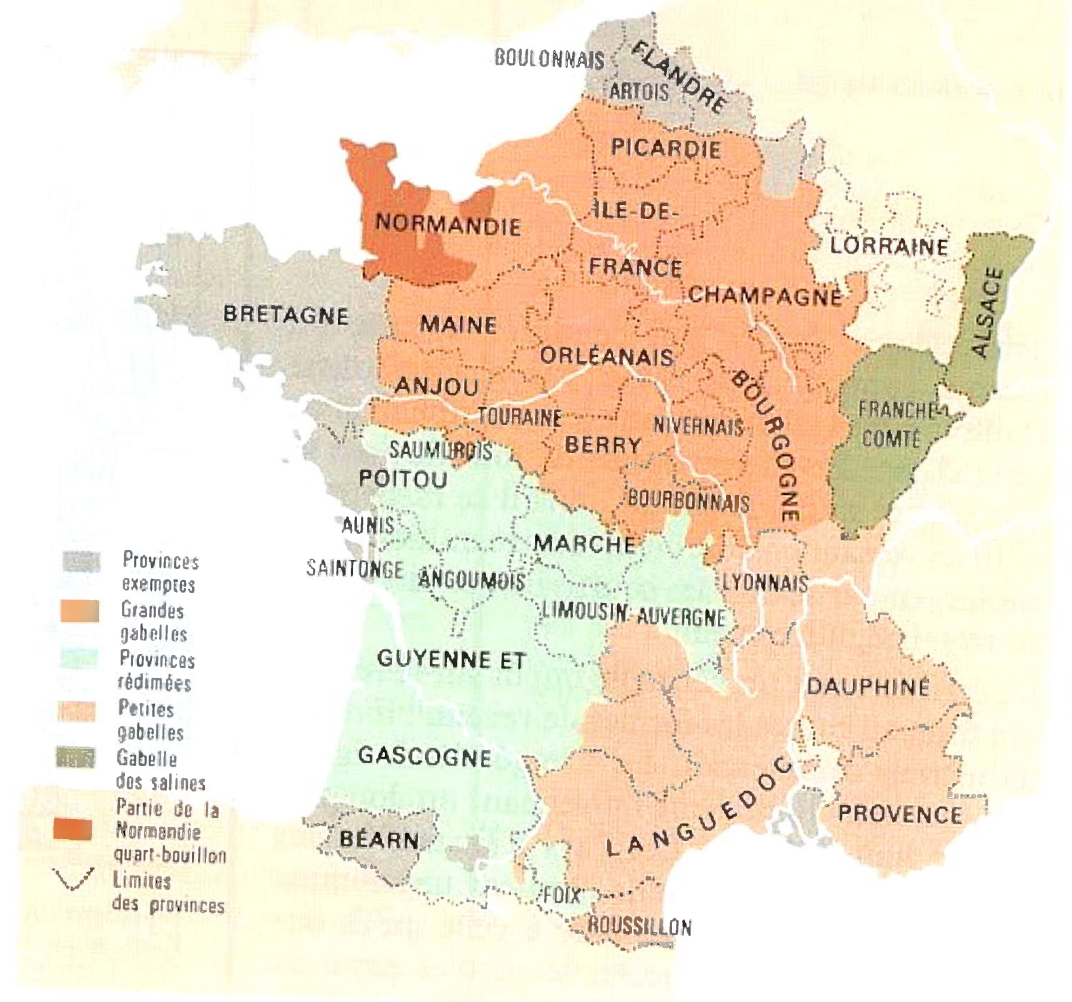 BOULONNAIS
FLANDRE
ARTOIS
PICARDIE
ILE-DE-
FRANCE
NORMANDIE
LORRAINE
ALSACE
CHAMPAGNE
BRETAGNE
MAINE
ORLÉANAIS
ANJOU
TOURAINE
BOURGOGNE
FRANCHE-
COMTÉ
NIVERNAIS
BERRY
SAUMUROIS
POITOU
BOURBONNAIS
AUNIS
MARCHE
SAINTONGE
ANGOUMOIS
LYONNAIS
LIMOUSIN
AUVERGNE
GUYENNE ET
DAUPHINÉ
GASCOGNE
LANGUEDOC
PROVENCE
BÉARN
FOIX
ROUSSILLON
Provinces
exemptes
Grandes
gabelles
Provinces
rédimées
Petites
gabelles
Gabelle
des salines
Partie de la
Normandie
quart-bouillon
Limites
des provinces